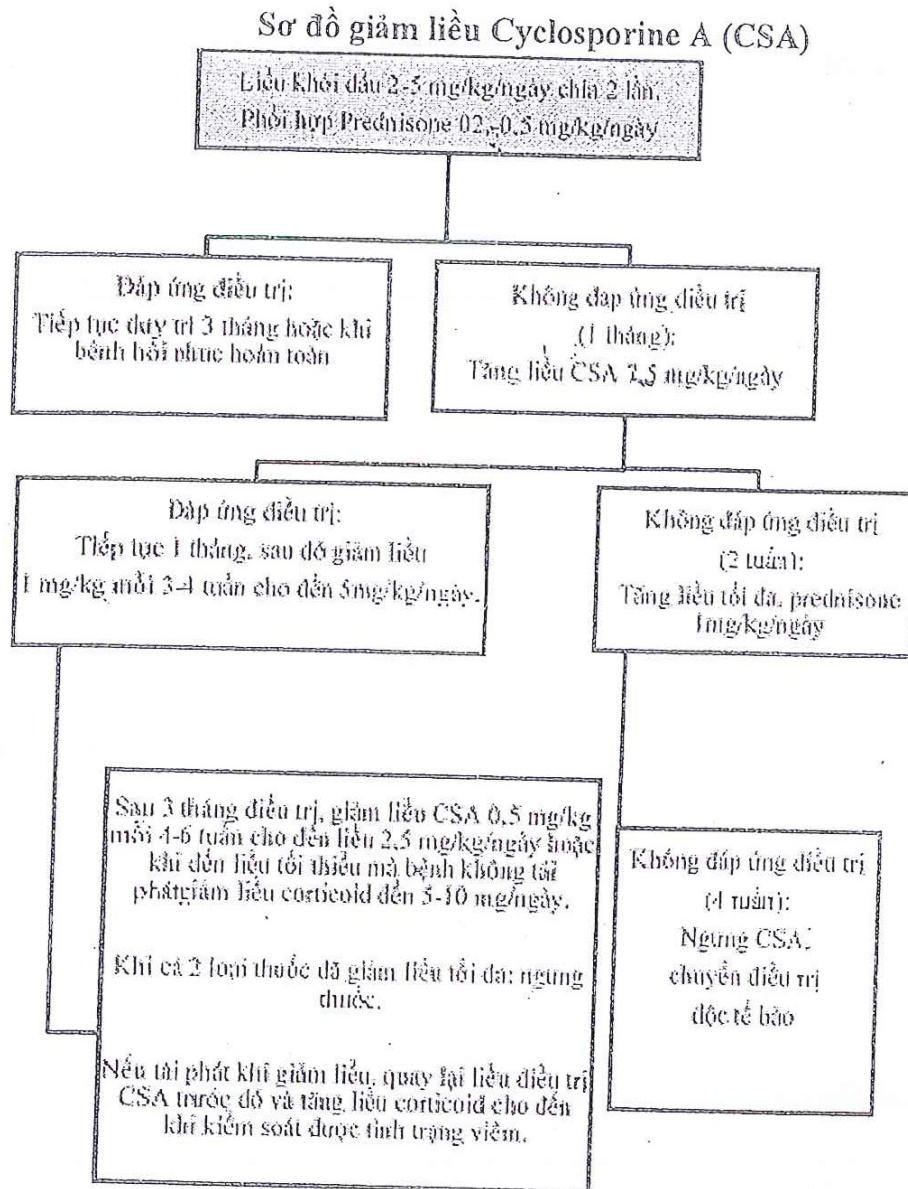 Sơ đồ giảm liều Cyclosporine A (CSA)
Liều khởi đầu 2-5 mg/kg/ngày chia 2 lần.
Phối hợp Prednisone 02,-0,5 mg/kg/ngày
Đáp ứng điều trị:
Tiếp tục duy trì 3 tháng hoặc khi
bệnh hồi phục hoàn toàn
Không đáp ứng điều trị
(1 tháng):
Tăng liều CSA 7,5 mg/kg/ngày
Đáp ứng điều trị:
Tiếp tục 1 tháng, sau đó giảm liều
1 mg/kg mỗi 3-4 tuần cho đến 5mg/kg/ngày.
Không đáp ứng điều trị
(2 tuần):
Tăng liều tối đa, prednisone
1mg/kg/ngày
Sau 3 tháng điều trị, giảm liều CSA 0,5 mg/kg
mỗi 4-6 tuần cho đến liều 2,5 mg/kg/ngày hoặc
khi đến liều tối thiểu mà bệnh không tái
phátgiảm liều corticoid đến 5-10 mg/ngày.
Khi cả 2 loại thuốc đã giảm liều tối đa: ngưng
thuốc.
Nếu tái phát khi giảm liều, quay lại liều điều trị
CSA trước đó và tăng liều corticoid cho đến
khi kiểm soát được tình trạng viêm.
Không đáp ứng điều trị
(4 tuần):
Ngưng CSA,
chuyển điều trị
độc tế bào